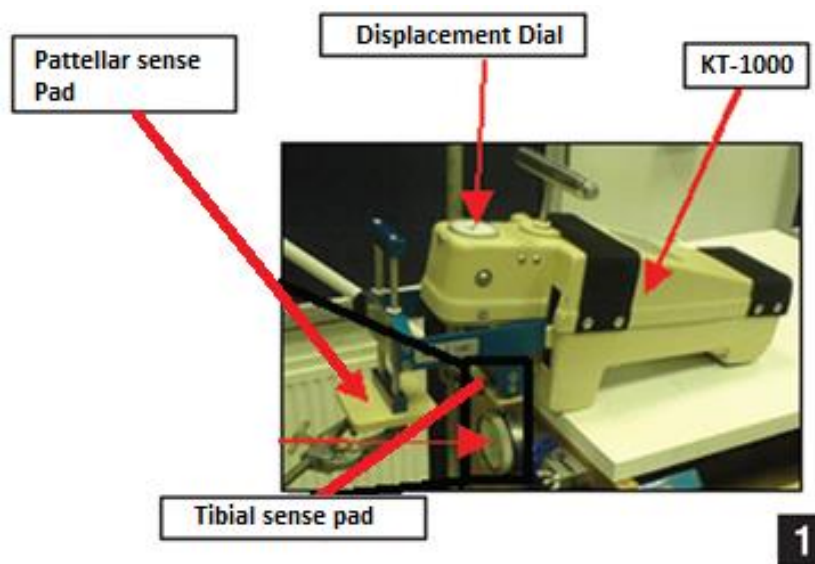 Displacement Dial
Pattellar sense
Pad
KT-1000
Tibial sense pad
1